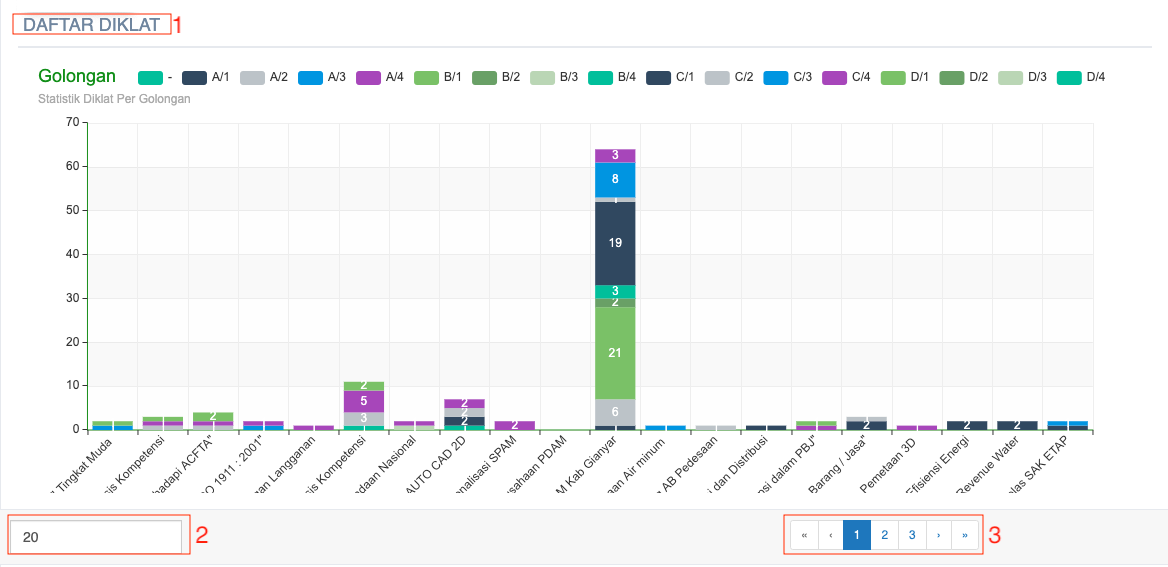 DAFTAR DIKLAT 1
Golongan - A/1 A/2 A/3 A/4 B/1 B/2 B/3 B/4 C/1 C/2 C/3 C/4 D/1 D/2 D/3 D/4
Statistik Diklat Per Golongan
70
60
50
40
30
20
10
0
3
8
1
19
3
2
21
6
2
2
5
3
2
2
2
2
2
2
2
Tingkat Muda
is Kompetensi
hadapi ACFTA"
O 1911 : 2001"
an Langganan
sis Kompetensi
daan Nasional
AUTO CAD 2D
nalisasi SPAM
usahaan PDAM
M Kab Gianyar
aan Air minum
AB Pedesaan
i dan Distribusi
si dalam PBJ"
Barang / Jasa"
Pemetaan 3D
Efisiensi Energi
Revenue Water
las SAK ETAP
20 2
« ‹ 1 2 3 › » 3